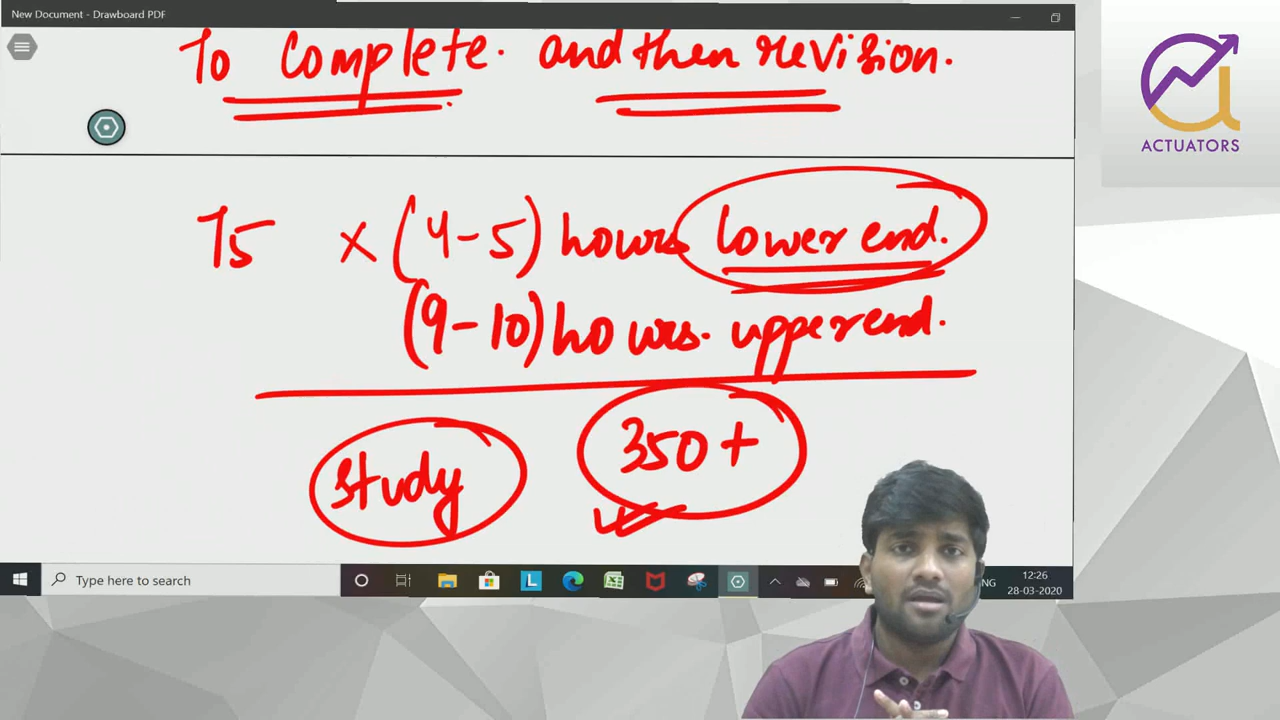 New Document - Drawboard PDF
To complete. and then revision.
75 × (4-5) hours lower end.
(9-10) hours. upper end.
study 350+
Type here to search
L
NG
12:26
28-03-2020
ACTUATORS